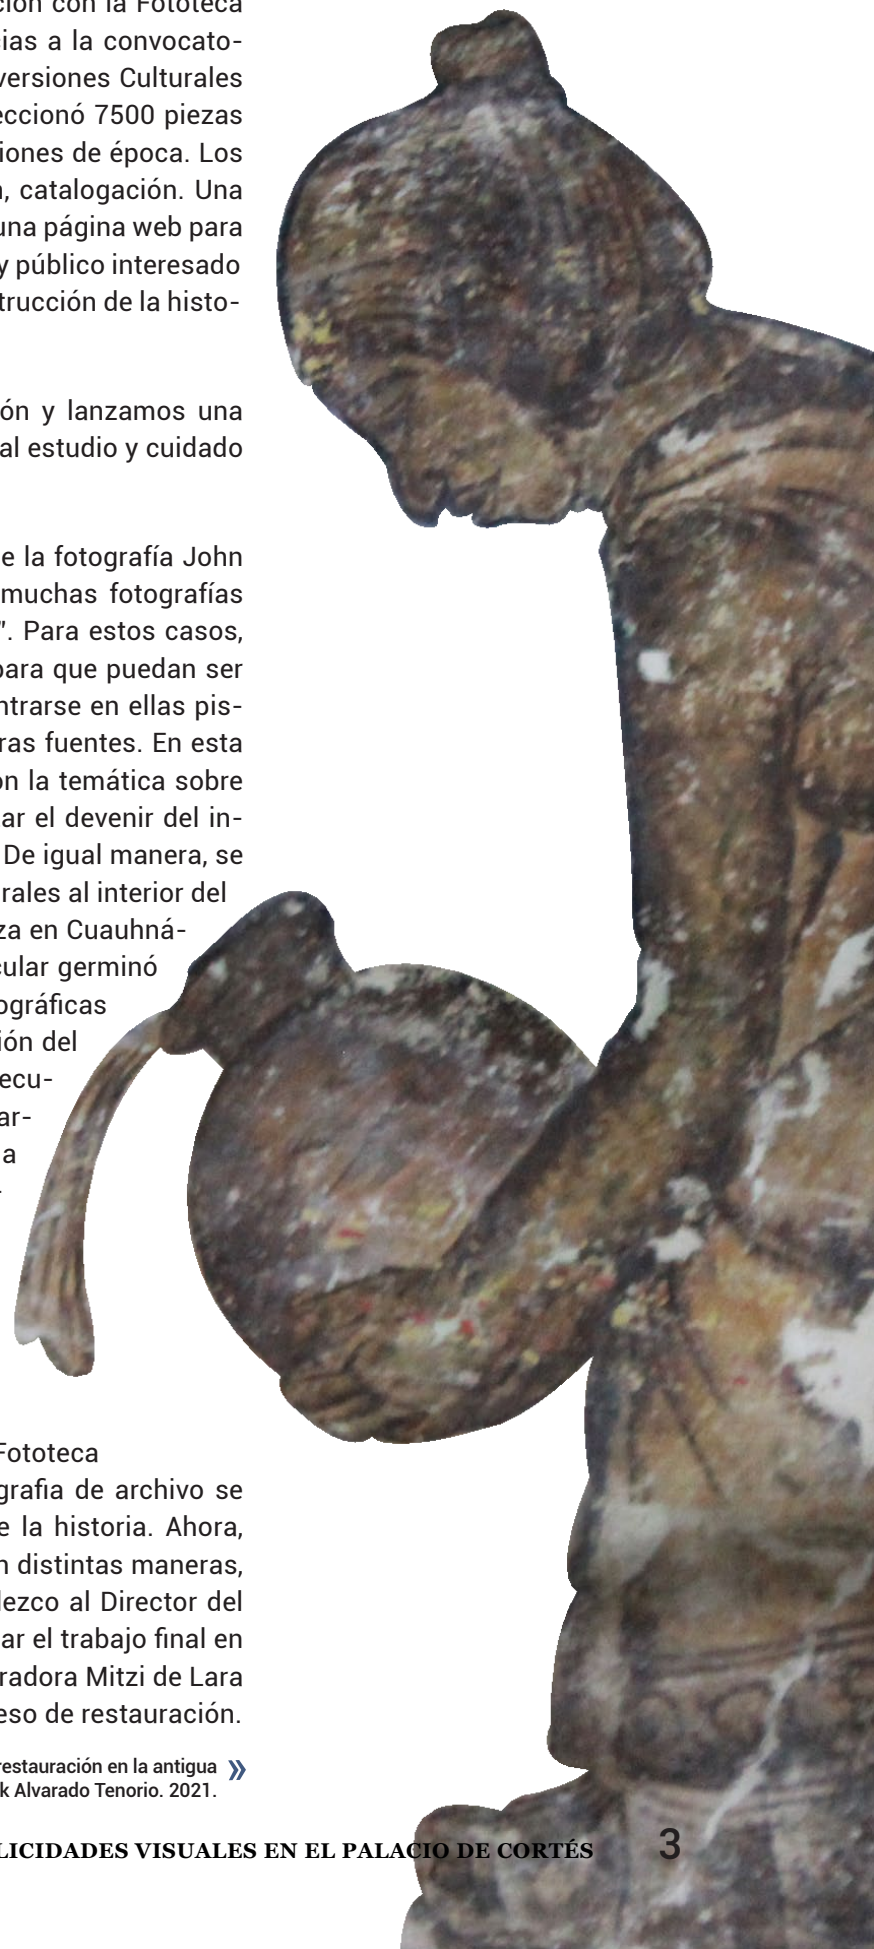 ción con la Fototeca
cias a la convocato-
versiones Culturales
eccionó 7500 piezas
iones de época. Los
, catalogación. Una
una página web para
y público interesado
trucción de la histo-
ón y lanzamos una
al estudio y cuidado
e la fotografía John
muchas fotografías
". Para estos casos,
para que puedan ser
ntrarse en ellas pis-
ras fuentes. En esta
on la temática sobre
ar el devenir del in-
De igual manera, se
rales al interior del
za en Cuauhná-
cular germinó
ográficas
ión del
ecu-
ar-
a
Fototeca
grafia de archivo se
e la historia. Ahora,
n distintas maneras,
lezco al Director del
ar el trabajo final en
radora Mitzi de Lara
eso de restauración.
restauración en la antigua »
k Alvarado Tenorio. 2021.
LICIDADES VISUALES EN EL PALACIO DE CORTÉS 3